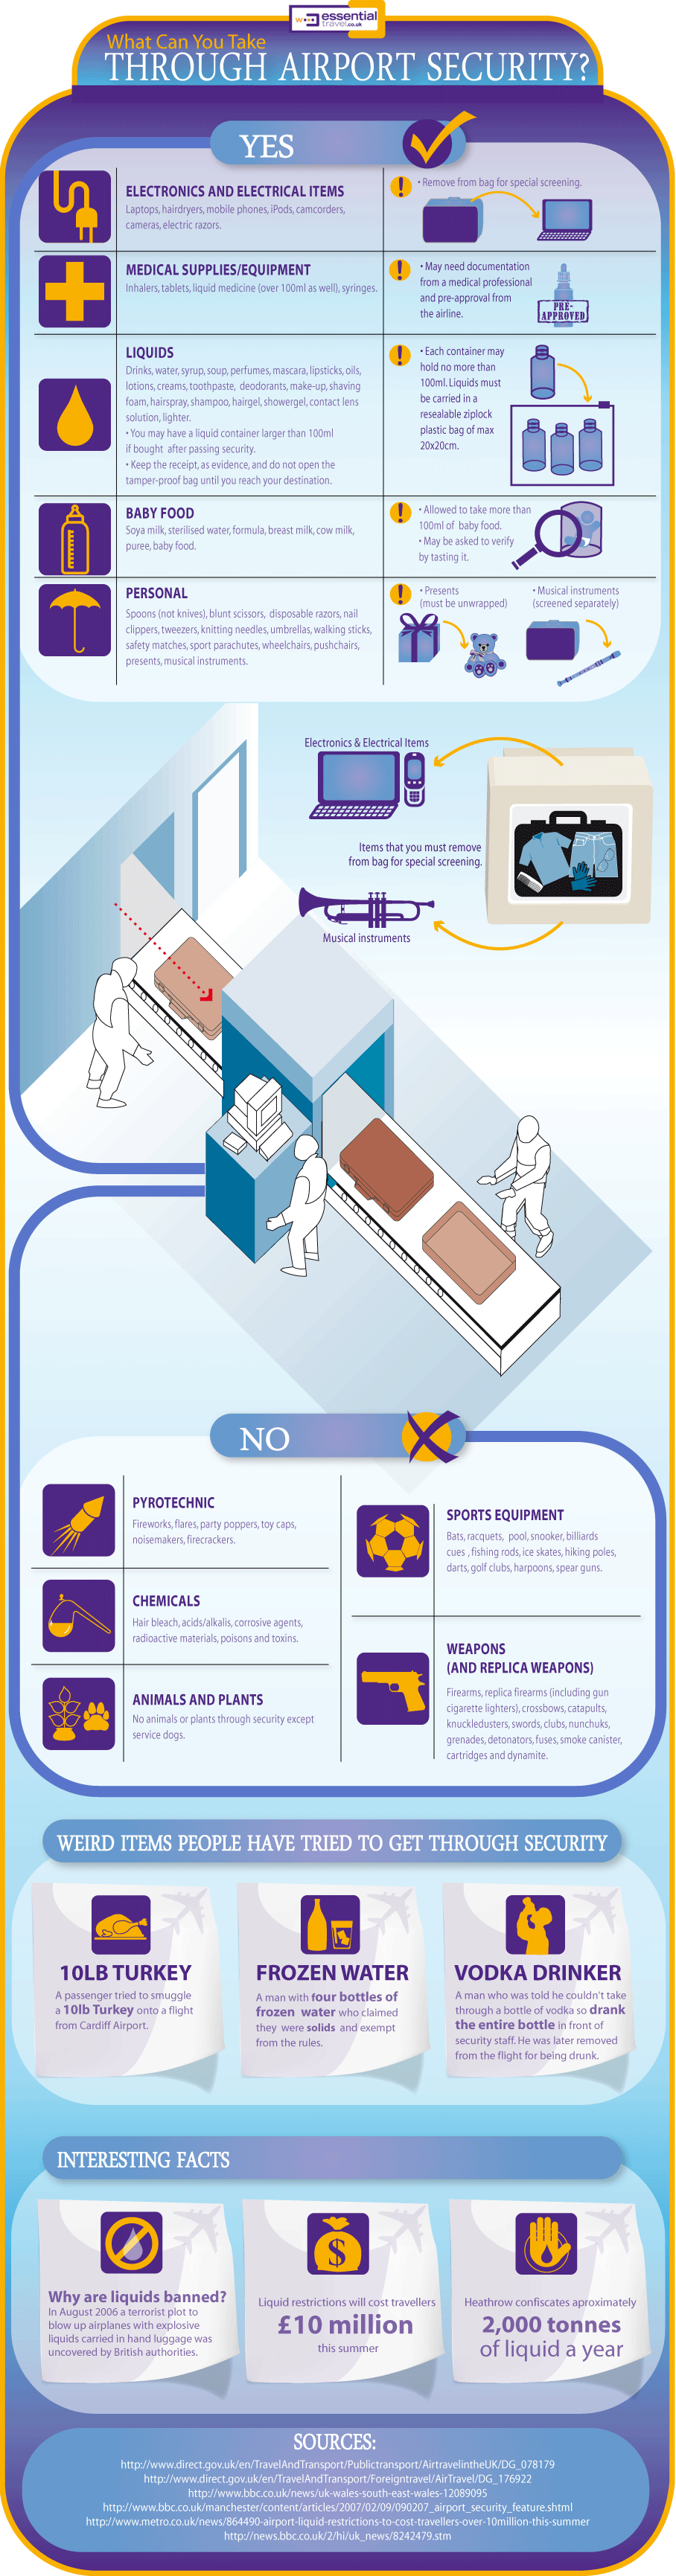 essential
travel.co.uk
What Can You Take
THROUGH AIRPORT SECURITY?
YES
ELECTRONICS AND ELECTRICAL ITEMS
Laptops, hairdryers, mobile phones, iPods, camcorders,
cameras, electric razors.
• Remove from bag for special screening.
MEDICAL SUPPLIES/EQUIPMENT
Inhalers, tablets, liquid medicine (over 100ml as well), syringes.
• May need documentation
from a medical professional
and pre-approval from
the airline.
PRE-
APPROVED
LIQUIDS
Drinks, water, syrup, soup, perfumes, mascara, lipsticks, oils,
lotions, creams, toothpaste, deodorants, make-up, shaving
foam, hairspray, shampoo, hairgel, showergel, contact lens
solution, lighter.
• You may have a liquid container larger than 100ml
if bought after passing security.
• Keep the receipt, as evidence, and do not open the
tamper-proof bag until you reach your destination.
• Each container may
hold no more than
100ml. Liquids must
be carried in a
resealable ziplock
plastic bag of max
20x20cm.
BABY FOOD
Soya milk, sterilised water, formula, breast milk, cow milk,
puree, baby food.
• Allowed to take more than
100ml of baby food.
• May be asked to verify
by tasting it.
PERSONAL
Spoons (not knives), blunt scissors, disposable razors, nail
clippers, tweezers, knitting needles, umbrellas, walking sticks,
safety matches, sport parachutes, wheelchairs, pushchairs,
presents, musical instruments.
• Presents
(must be unwrapped)
• Musical instruments
(screened separately)
Electronics & Electrical Items
Items that you must remove
from bag for special screening.
Musical instruments
NO
PYROTECHNIC
Fireworks, flares, party poppers, toy caps,
noisemakers, firecrackers.
CHEMICALS
Hair bleach, acids/alkalis, corrosive agents,
radioactive materials, poisons and toxins.
ANIMALS AND PLANTS
No animals or plants through security except
service dogs.
SPORTS EQUIPMENT
Bats, racquets, pool, snooker, billiards
cues , fishing rods, ice skates, hiking poles,
darts, golf clubs, harpoons, spear guns.
WEAPONS
(AND REPLICA WEAPONS)
Firearms, replica firearms (including gun
cigarette lighters), crossbows, catapults,
knuckledusters, swords, clubs, nunchuks,
grenades, detonators, fuses, smoke canister,
cartridges and dynamite.
WEIRD ITEMS PEOPLE HAVE TRIED TO GET THROUGH SECURITY
10LB TURKEY
A passenger tried to smuggle
a 10lb Turkey onto a flight
from Cardiff Airport.
FROZEN WATER
A man with four bottles of
frozen water who claimed
they were solids and exempt
from the rules.
VODKA DRINKER
A man who was told he couldn't take
through a bottle of vodka so drank
the entire bottle in front of
security staff. He was later removed
from the flight for being drunk.
INTERESTING FACTS
Why are liquids banned?
In August 2006 a terrorist plot to
blow up airplanes with explosive
liquids carried in hand luggage was
uncovered by British authorities.
$
Liquid restrictions will cost travellers
£10 million
this summer
Heathrow confiscates aproximately
2,000 tonnes
of liquid a year
SOURCES:
http://www.direct.gov.uk/en/TravelAndTransport/Publictransport/AirtravelintheUK/DG_078179
http://www.direct.gov.uk/en/TravelAndTransport/Foreigntravel/AirTravel/DG_176922
http://www.bbc.co.uk/news/uk-wales-south-east-wales-12089095
http://www.bbc.co.uk/manchester/content/articles/2007/02/09/090207_airport_security_feature.shtml
http://www.metro.co.uk/news/864490-airport-liquid-restrictions-to-cost-travellers-over-10million-this-summer
http://news.bbc.co.uk/2/hi/uk_news/8242479.stm